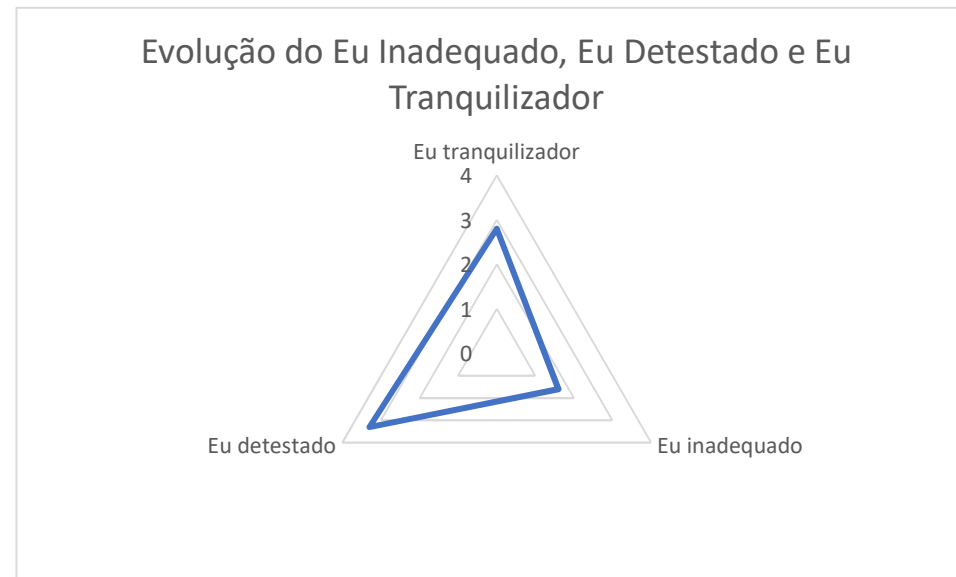 Evolução do Eu Inadequado, Eu Detestado e Eu
Tranquilizador
Eu tranquilizador
4
3
2
1
0
Eu detestado
Eu inadequado